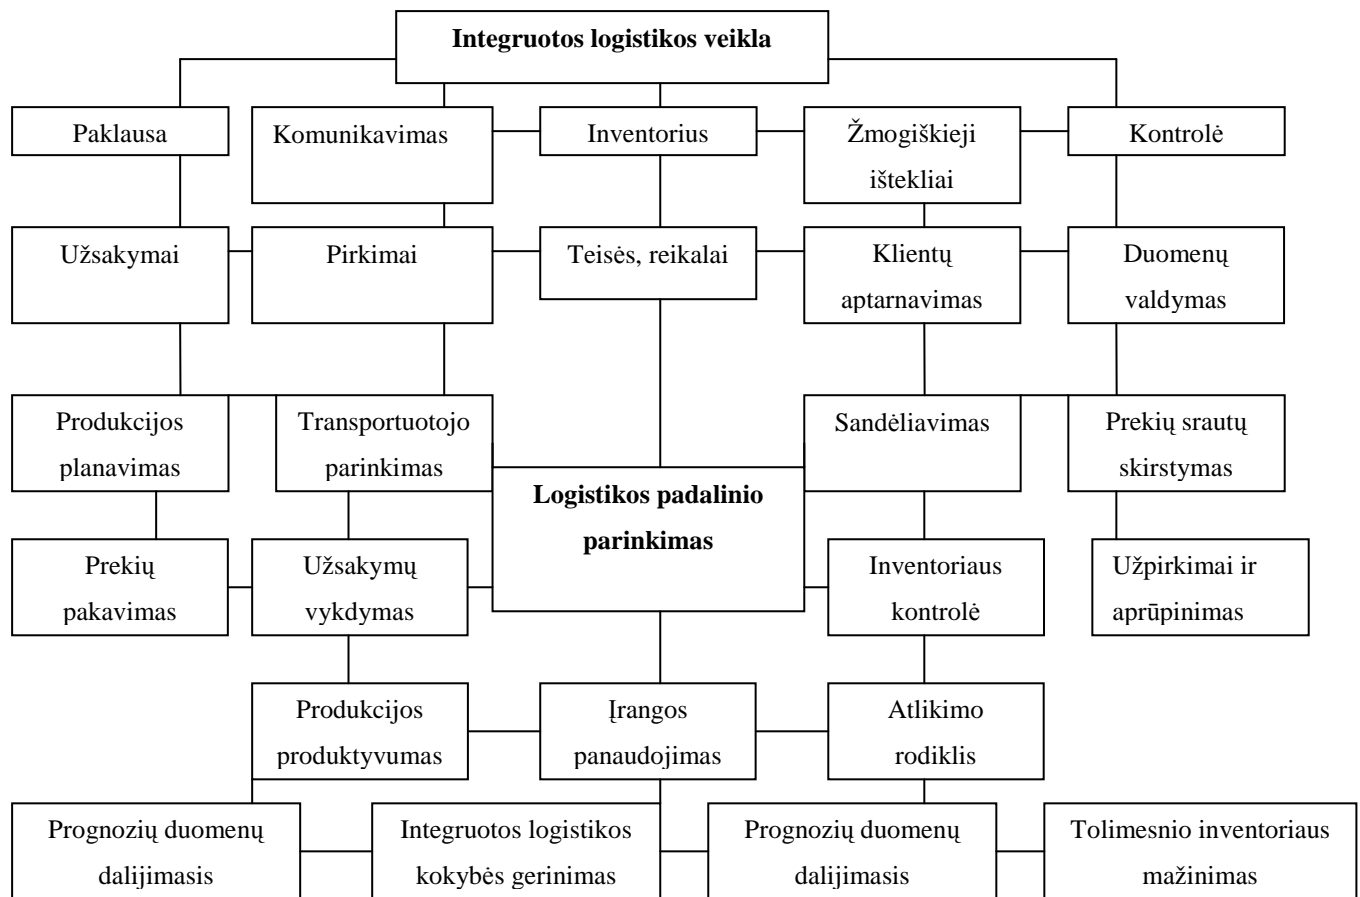 Integruotos logistikos veikla
Paklausa
Komunikavimas
Inventorius
Žmogiškieji
ištekliai
Kontrolė
Užsakymai
Pirkimai
Teisės, reikalai
Klientų
aptarnavimas
Duomenų
valdymas
Produkcijos
planavimas
Transportuotojo
parinkimas
Sandėliavimas
Prekių srautų
skirstymas
Logistikos padalinio
parinkimas
Prekių
pakavimas
Užsakymų
vykdymas
Inventoriaus
kontrolė
Užpirkimai ir
aprūpinimas
Produkcijos
produktyvumas
Įrangos
panaudojimas
Atlikimo
rodiklis
Prognozių duomenų
dalijimasis
Integruotos logistikos
kokybės gerinimas
Prognozių duomenų
dalijimasis
Tolimesnio inventoriaus
mažinimas